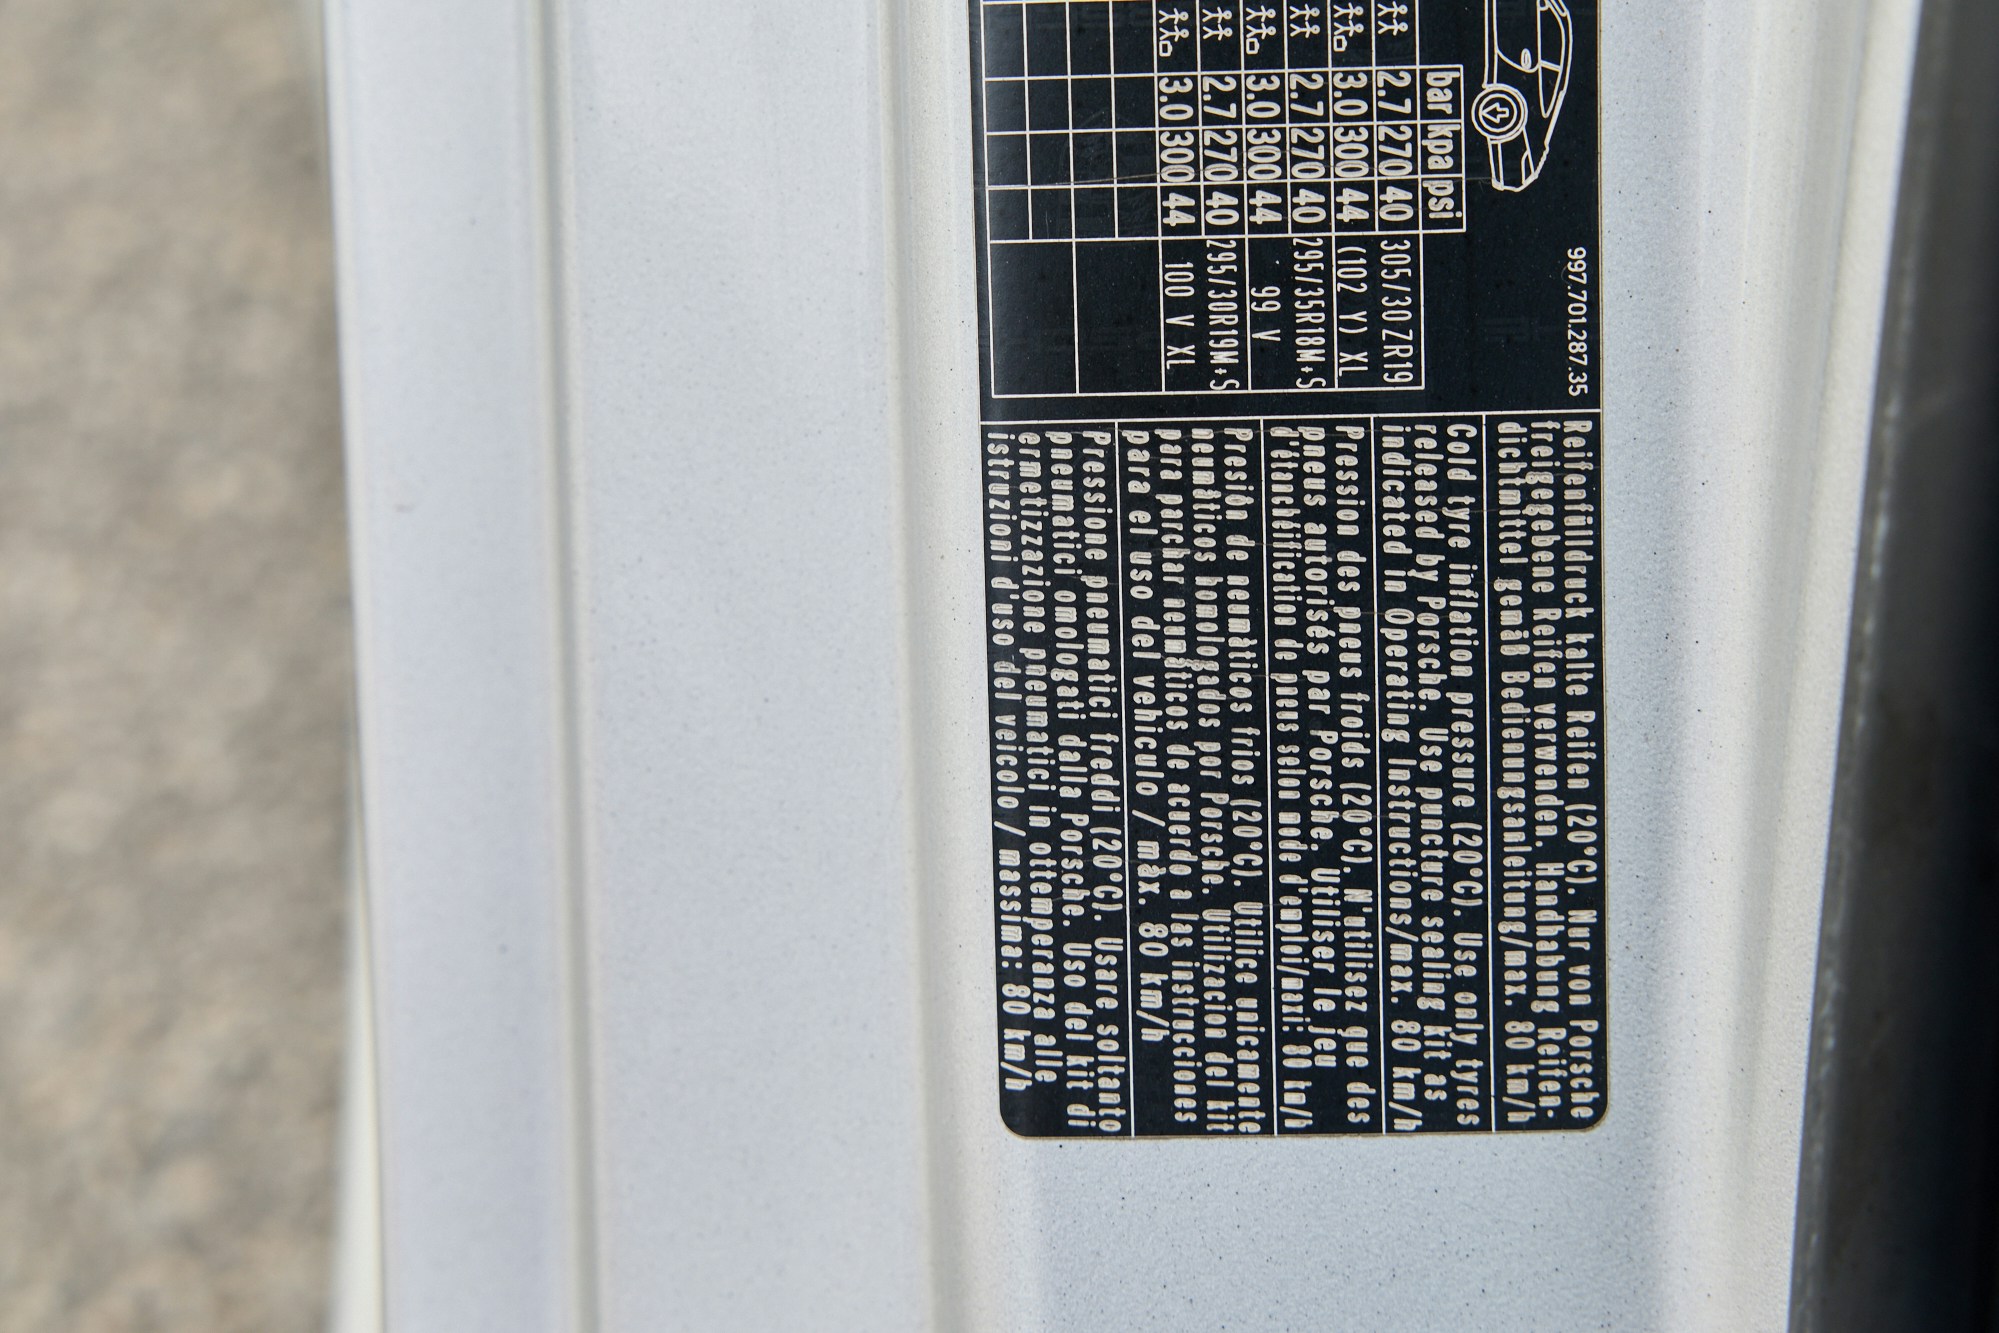 997.701.287.35
bar kpa psi
2.7 270 40 305/30 ZR19
3.0 300 44 (102 Y) XL
2.7 270 40 295/35R18M+S
3.0 300 44 99 V
2.7 270 40 295/30R19M+S
3.0 300 44 100 V XL
Reifenfülldruck kalte Reifen (20°C). Nur von Porsche
freigegebene Reifen verwenden. Handhabung Reifen-
dichtmittel gemäß Bedienungsanleitung/max. 80 km/h
Cold tyre inflation pressure (20°C). Use only tyres
released by Porsche. Use puncture sealing kit as
indicated in Operating Instructions/max. 80 km/h
Pression des pneus froids (20°C). N'utilisez que des
pneus autorisés par Porsche. Utiliser le jeu
d'étanchéification de pneus selon mode d'emploi/maxi: 80 km/h
Presión de neumáticos frios (20°C). Utilice unicamente
neumáticos homologados por Porsche. Utilizacion del kit
para parchar neumáticos de acuerdo a las instrucciones
para el uso del vehiculo / máx. 80 km/h
Pressione pneumatici freddi (20°C). Usare soltanto
pneumatici omologati dalla Porsche. Uso del kit di
ermetizzazione pneumatici in ottemperanza alle
istruzioni d'uso del veicolo / massima: 80 km/h